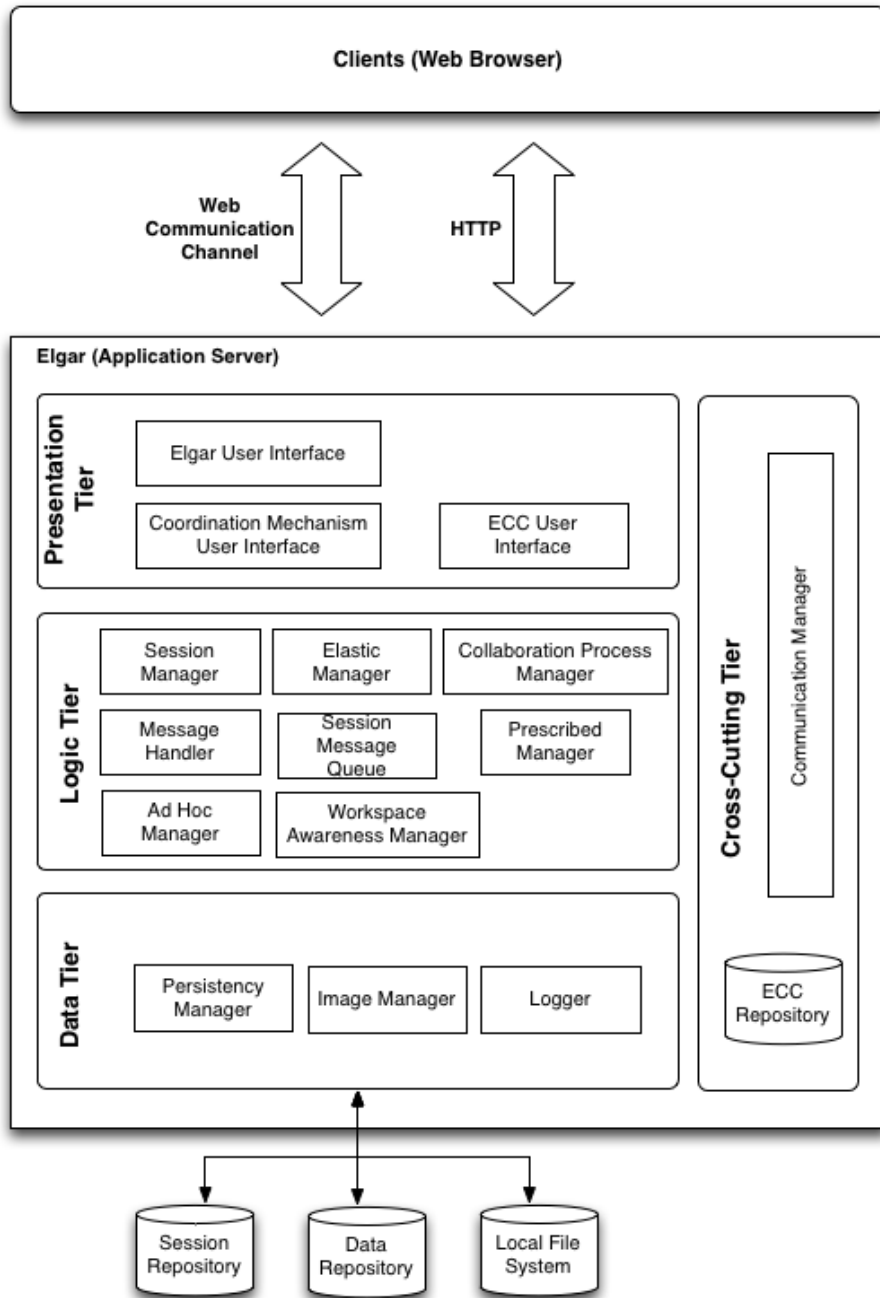 Clients (Web Browser)
Web
Communication
Channel
HTTP
Elgar (Application Server)
Presentation
Tier
Elgar User Interface
Coordination Mechanism
User Interface
ECC User
Interface
Logic Tier
Session
Manager
Elastic
Manager
Collaboration Process
Manager
Message
Handler
Session
Message
Queue
Prescribed
Manager
Ad Hoc
Manager
Workspace
Awareness Manager
Data Tier
Persistency
Manager
Image Manager
Logger
Cross-Cutting Tier
Communication Manager
ECC
Repository
Session
Repository
Data
Repository
Local File
System